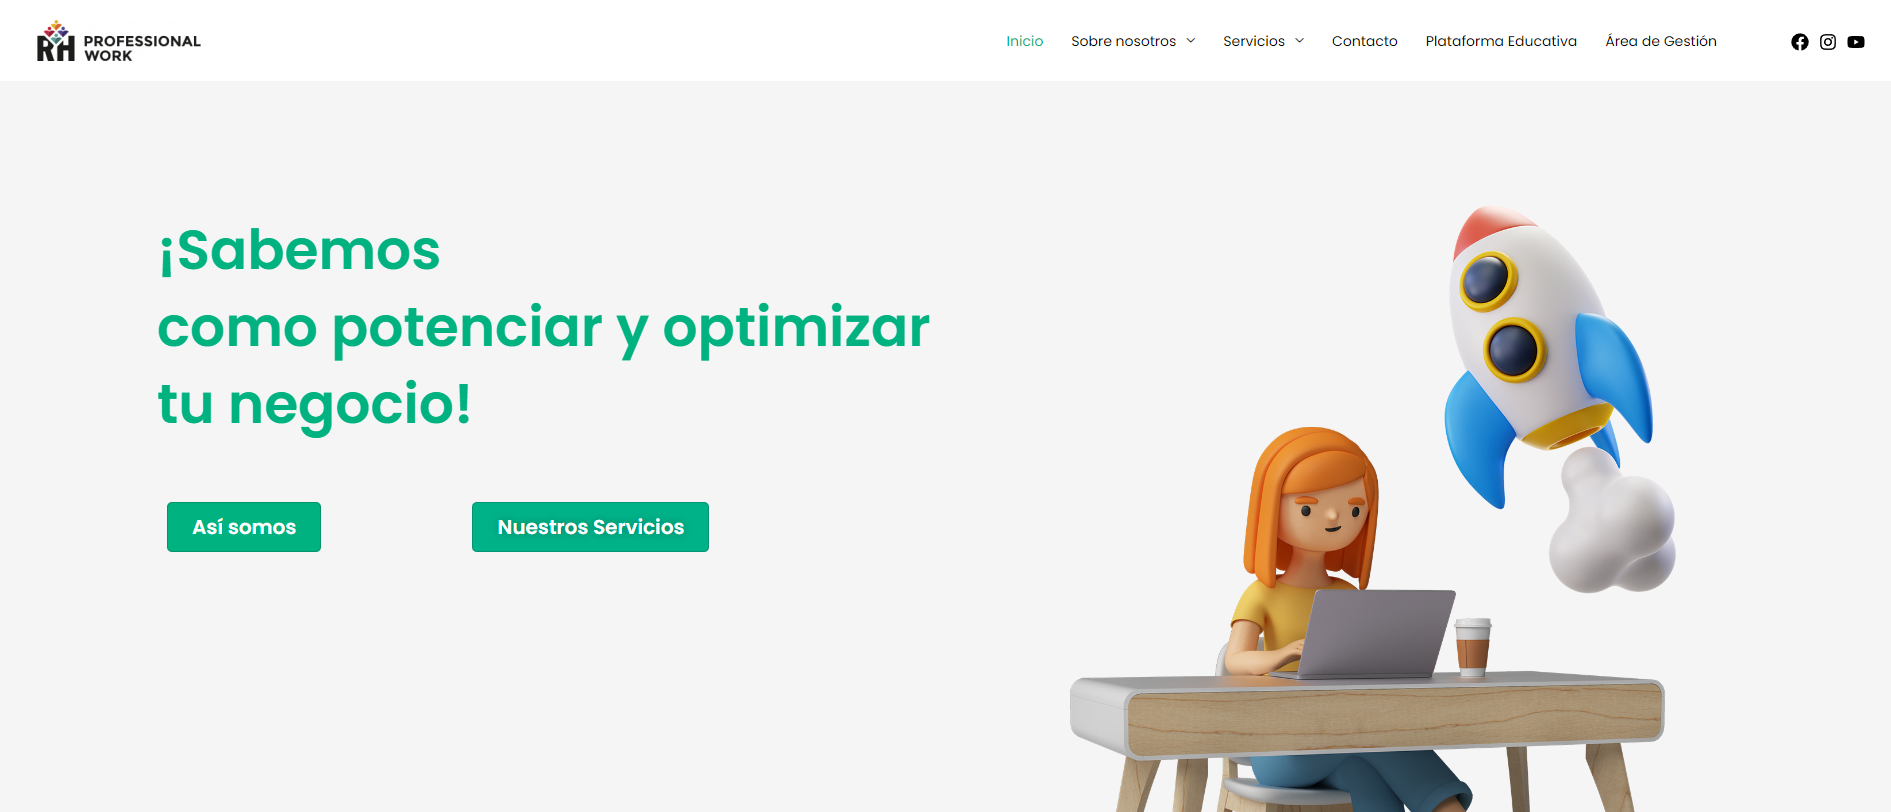 RH PROFESSIONAL
WORK
Inicio
Sobre nosotros
Servicios
Contacto
Plataforma Educativa
Área de Gestión
¡Sabemos
como potenciar y optimizar
tu negocio!
Así somos
Nuestros Servicios